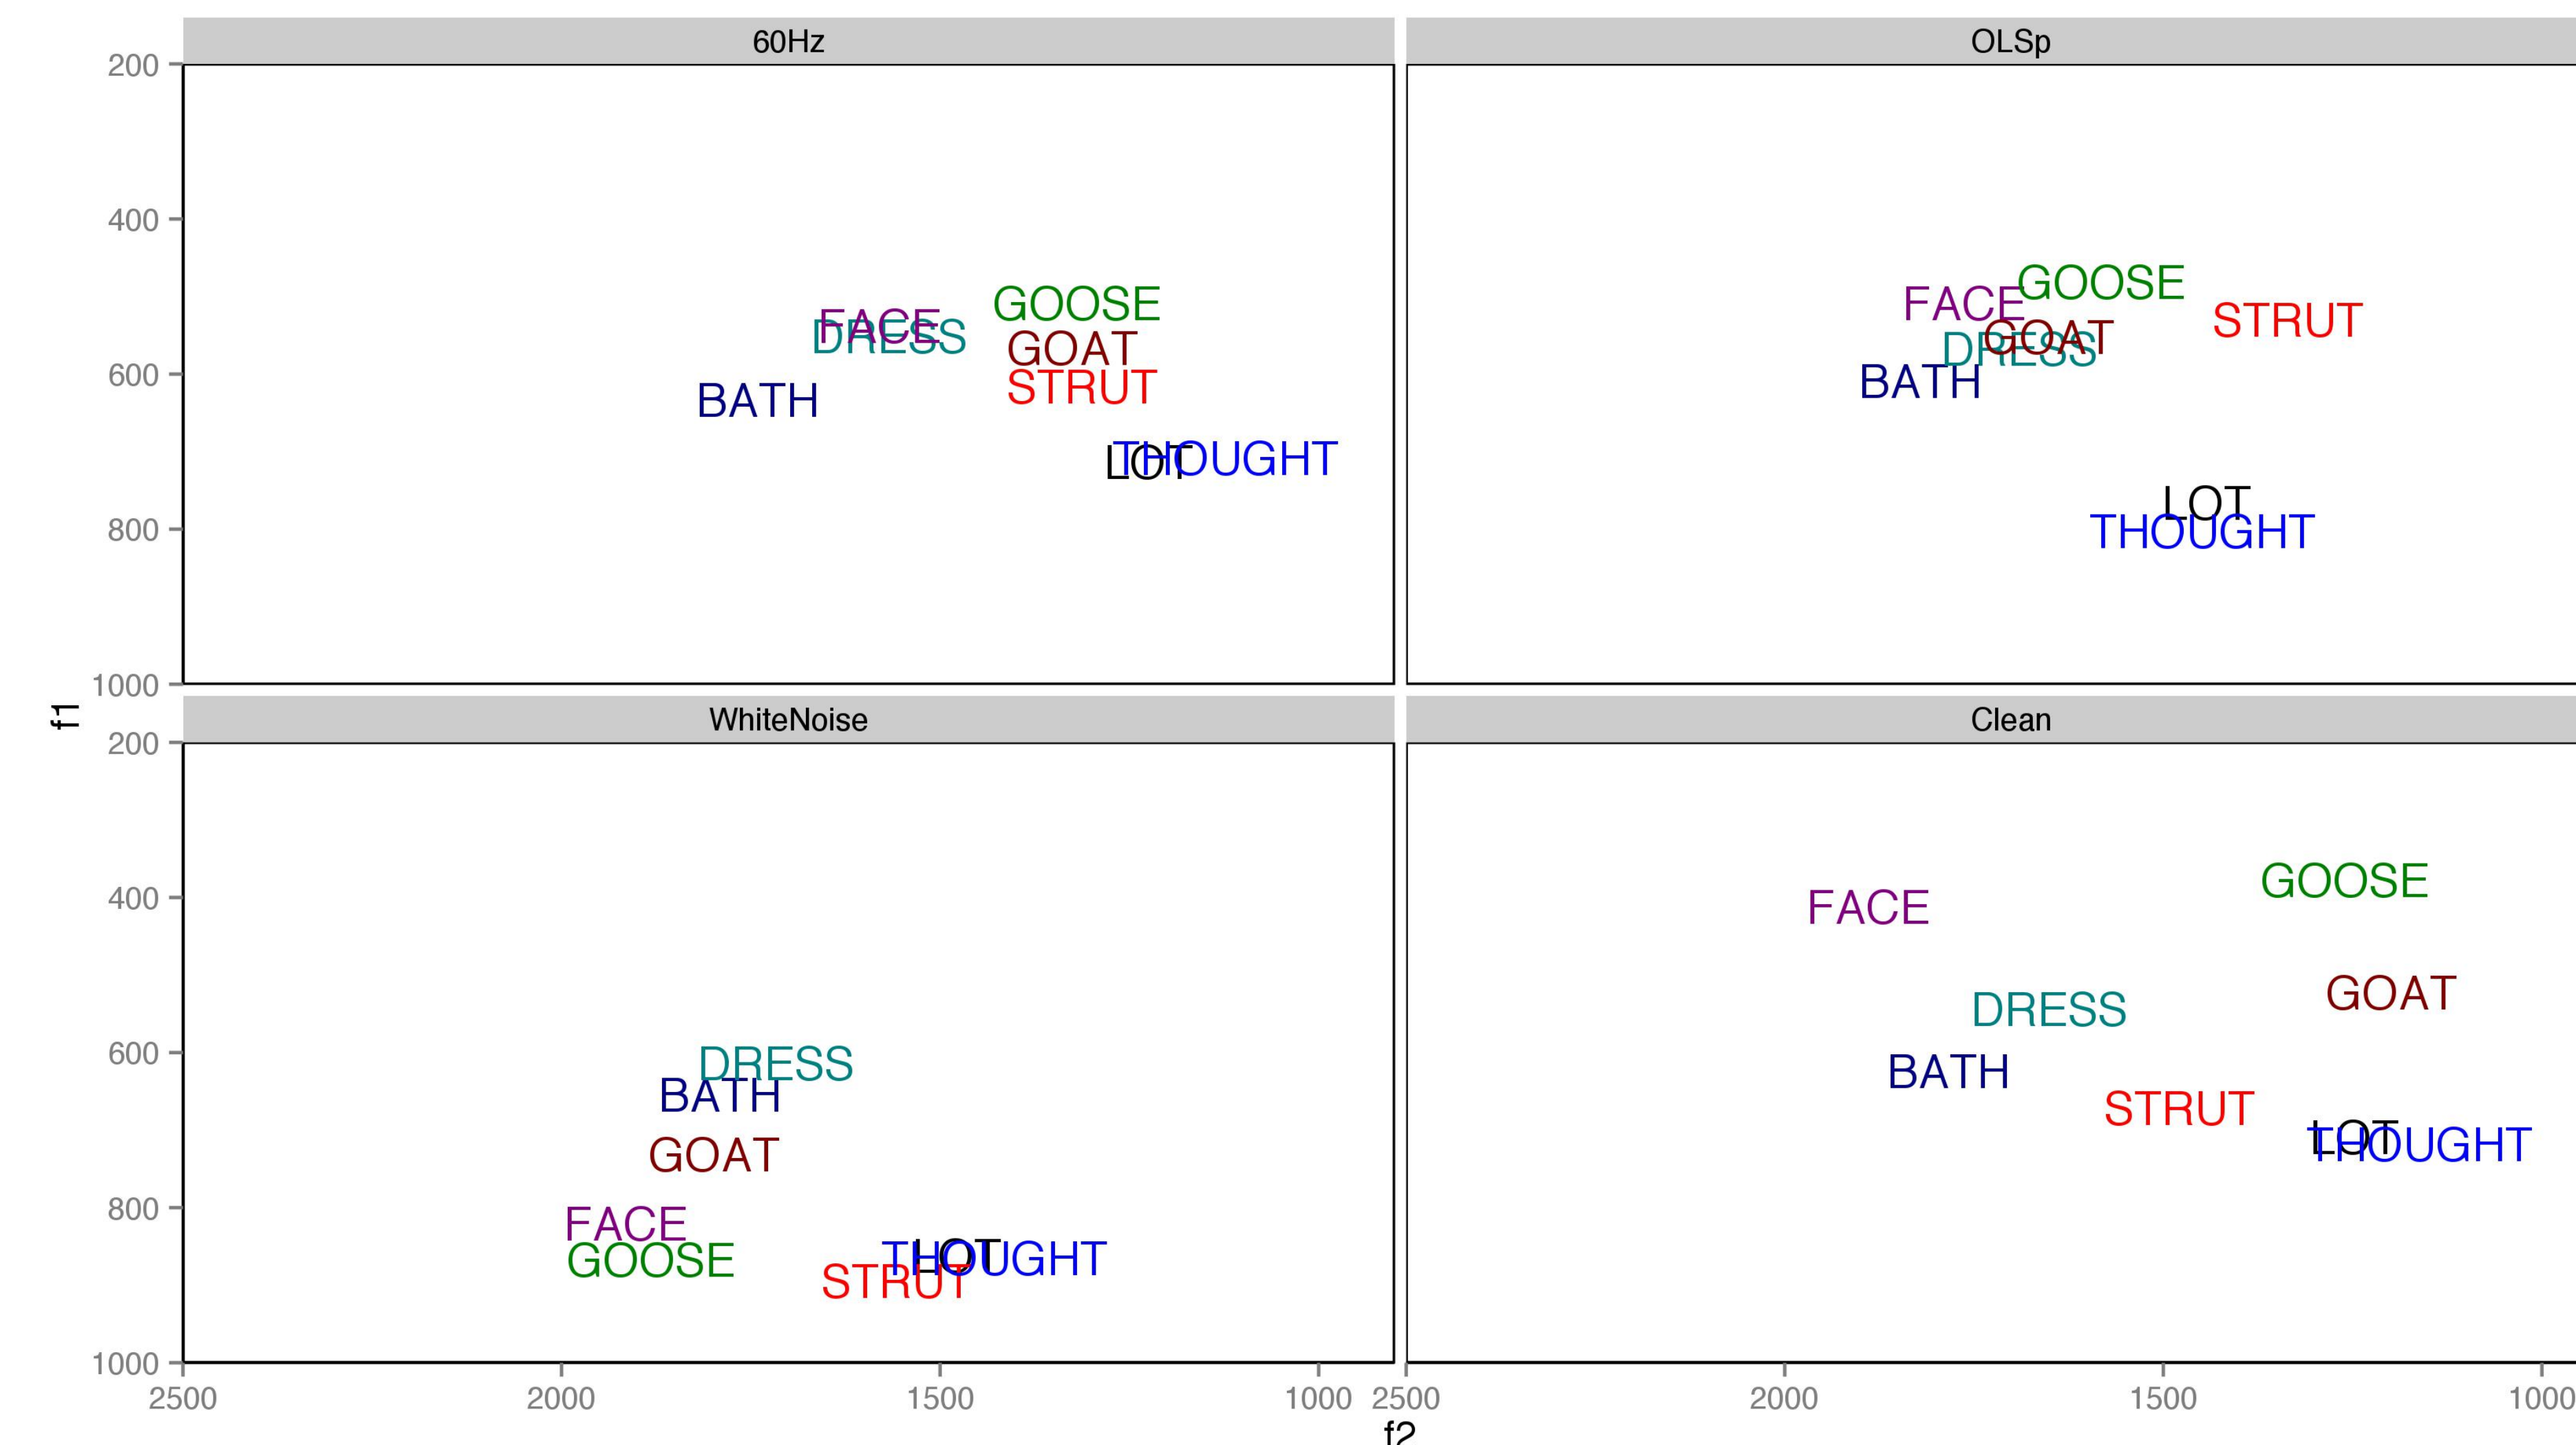 60Hz
OLSp
200
400
600
800
1000
GOOSE
FACE
DRESS
GOAT
STRUT
BATH
LOT
THOUGHT
GOOSE
FACE
STRUT
GOAT
DRESS
BATH
LOT
THOUGHT
f1
WhiteNoise
Clean
200
400
600
800
1000
DRESS
BATH
GOAT
FACE
GOOSE
LOT
THOUGHT
STRUT
GOOSE
FACE
GOAT
DRESS
BATH
STRUT
LOT
THOUGHT
2500 2000 1500 1000 2500 2000 1500 1000
f2